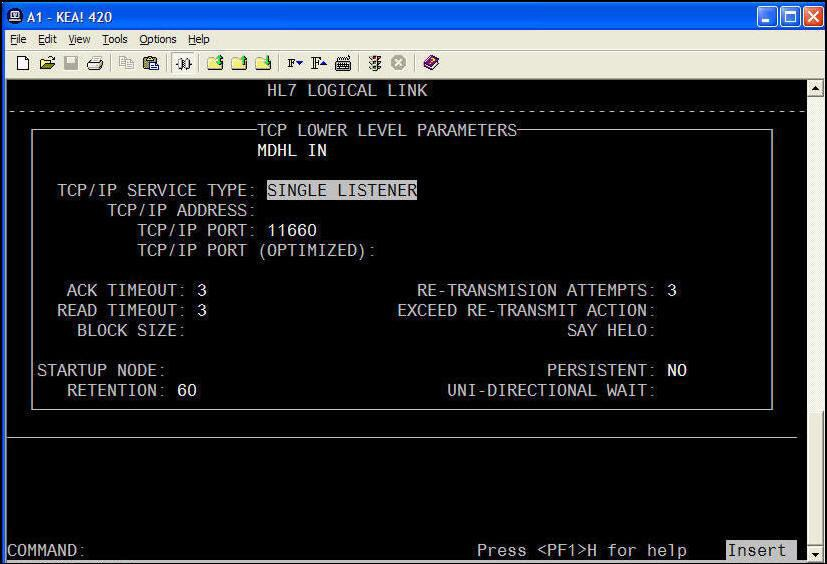 A1 - KEA! 420
File Edit View Tools Options Help
HL7 LOGICAL LINK
TCP LOWER LEVEL PARAMETERS
MDHL IN
TCP/IP SERVICE TYPE: SINGLE LISTENER
TCP/IP ADDRESS:
TCP/IP PORT: 11660
TCP/IP PORT (OPTIMIZED):
ACK TIMEOUT: 3 RE-TRANSMISION ATTEMPTS: 3
READ TIMEOUT: 3 EXCEED RE-TRANSMIT ACTION:
BLOCK SIZE: SAY HELO:
STARTUP NODE: PERSISTENT: NO
RETENTION: 60 UNI-DIRECTIONAL WAIT:
COMMAND: Press <PF1>H for help Insert